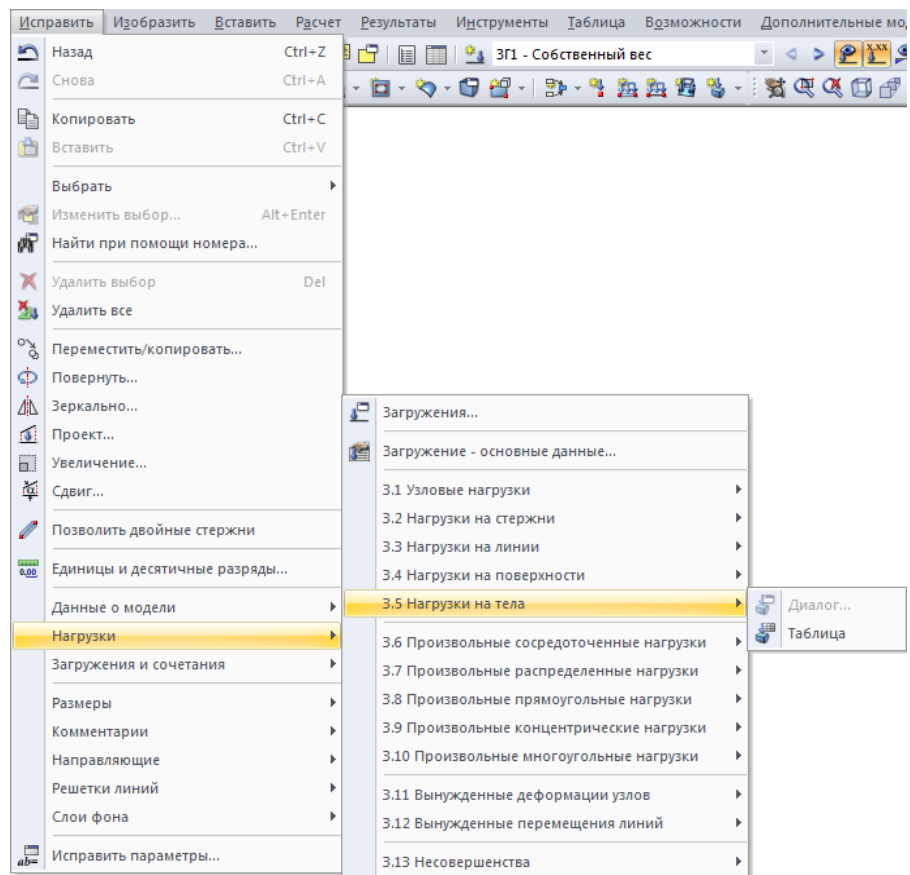 Исправить Изобразить Вставить Расчет Результаты Инструменты Таблица Возможности Дополнительные мо
Назад Ctrl+Z
ЗГ1 - Собственный вес
x.xx
Снова Ctrl+A
Копировать Ctrl+C
Вставить Ctrl+V
Выбрать
Изменить выбор... Alt+Enter
Найти при помощи номера...
Удалить выбор Del
Удалить все
Переместить/копировать...
Повернуть...
Зеркально...
Проект...
Увеличение...
Сдвиг...
Позволить двойные стержни
0,00 Единицы и десятичные разряды...
Данные о модели
Нагрузки
Загружения и сочетания
Размеры
Комментарии
Направляющие
Решетки линий
Слои фона
ab= Исправить параметры...
Загружения...
Загружение - основные данные...
3.1 Узловые нагрузки
3.2 Нагрузки на стержни
3.3 Нагрузки на линии
3.4 Нагрузки на поверхности
3.5 Нагрузки на тела
3.6 Произвольные сосредоточенные нагрузки
3.7 Произвольные распределенные нагрузки
3.8 Произвольные прямоугольные нагрузки
3.9 Произвольные концентрические нагрузки
3.10 Произвольные многоугольные нагрузки
3.11 Вынужденные деформации узлов
3.12 Вынужденные перемещения линий
3.13 Несовершенства
Диалог...
Таблица